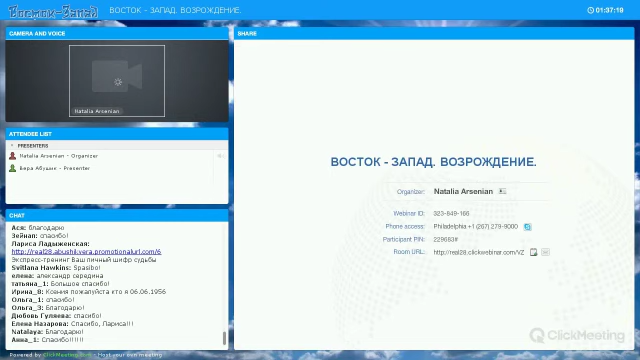 Восток-Запад ВОСТОК – ЗАПАД. ВОЗРОЖДЕНИЕ. 01:37:19
CAMERA AND VOICE
Natalia Arsenian
ATTENDEE LIST
PRESENTERS
Natalia Arsenian - Organizer
Вера Абушик - Presenter
CHAT
Ася: благодарю
Зейнап: спасибо!
Лариса Ладыженская:
http://real28.abushik.vera.promotionalurl.com/6
Экспресс-тренинг Ваш личный шифр судьбы
Svitlana Hawkins: Spasibo!
елена: александр середина
татьяна_1: Большое спасибо!
Ирина_8: Ксения пожалуйста кто я 06.06.1956
Ольга_1: спасибо!
Ольга_3: Благодарю!
Дюбовь Гуляева: спасибо!
Елена Назарова: Спасибо, Лариса!!!
Natalaya: Благодарю!
Анна_1: Спасибо!!!!!
Powered by ClickMeeting
- Host your own meeting
SHARE
ВОСТОК - ЗАПАД. ВОЗРОЖДЕНИЕ.
Organizer: Natalia Arsenian
Webinar ID: 323-849-166
Phone access: Philadelphia +1 (267) 279-9000
Participant PIN: 229683#
Room URL: http://real28.clickwebinar.com/VZ
ClickMeeting